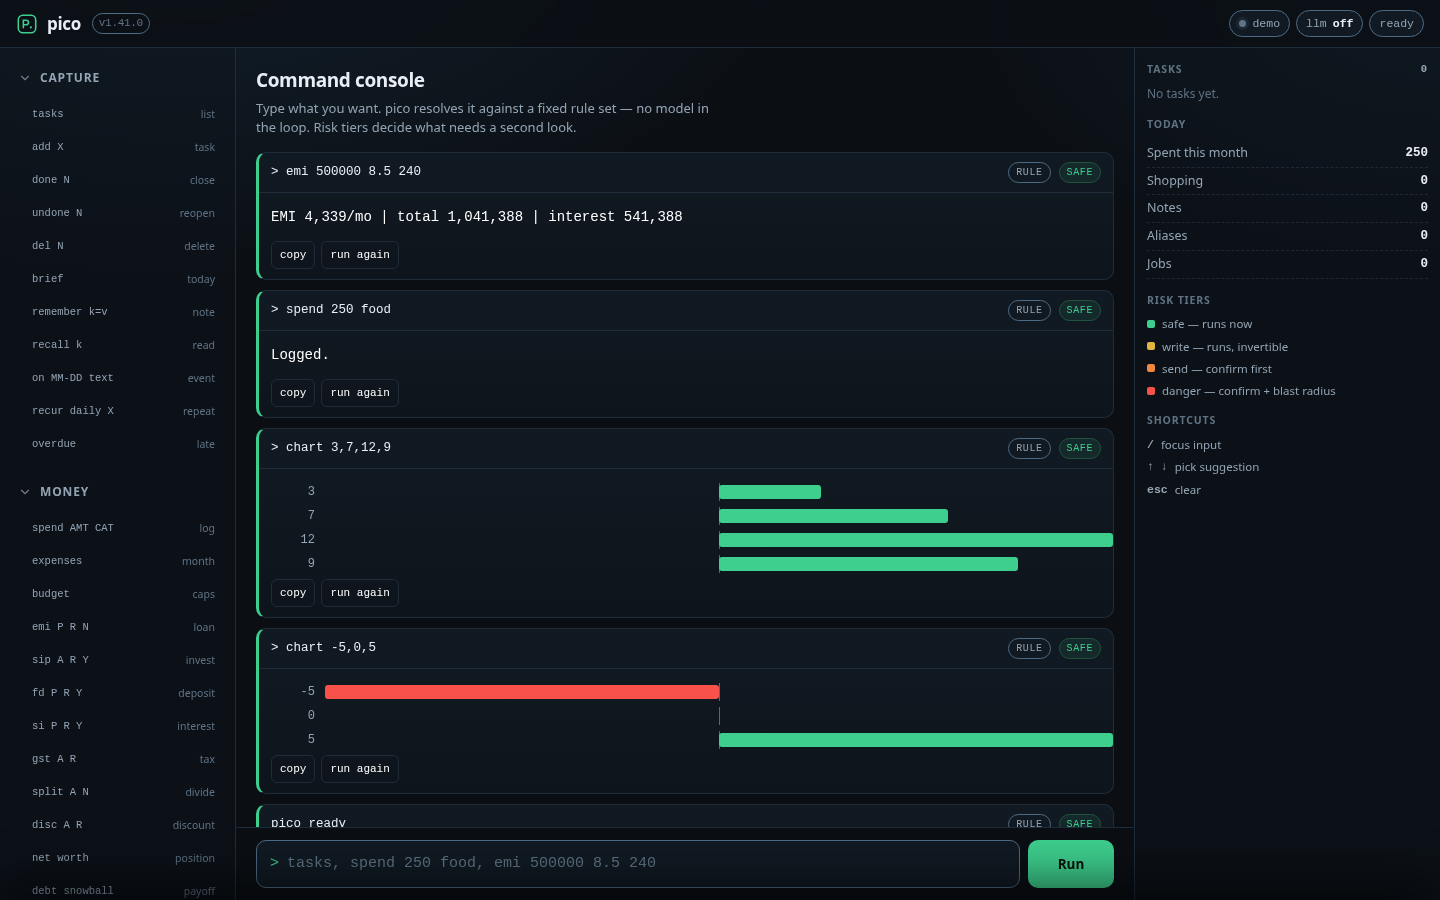 pico v1.41.0
demo llm off ready
CAPTURE
tasks list
add X task
done N close
undone N reopen
del N delete
brief today
remember k=v note
recall k read
on MM-DD text event
recur daily X repeat
overdue late
MONEY
spend AMT CAT log
expenses month
budget caps
emi P R N loan
sip A R Y invest
fd P R Y deposit
si P R Y interest
gst A R tax
split A N divide
disc A R discount
net worth position
debt snowball payoff
Command console
Type what you want. pico resolves it against a fixed rule set — no model in
the loop. Risk tiers decide what needs a second look.
> emi 500000 8.5 240 RULE SAFE
EMI 4,339/mo | total 1,041,388 | interest 541,388
copy run again
> spend 250 food RULE SAFE
Logged.
copy run again
> chart 3,7,12,9 RULE SAFE
3
7
12
9
copy run again
> chart -5,0,5 RULE SAFE
-5
0
5
copy run again
pico ready RULE SAFE
> tasks, spend 250 food, emi 500000 8.5 240
Run
TASKS 0
No tasks yet.
TODAY
Spent this month 250
Shopping 0
Notes 0
Aliases 0
Jobs 0
RISK TIERS
safe — runs now
write — runs, invertible
send — confirm first
danger — confirm + blast radius
SHORTCUTS
/ focus input
↑ ↓ pick suggestion
esc clear